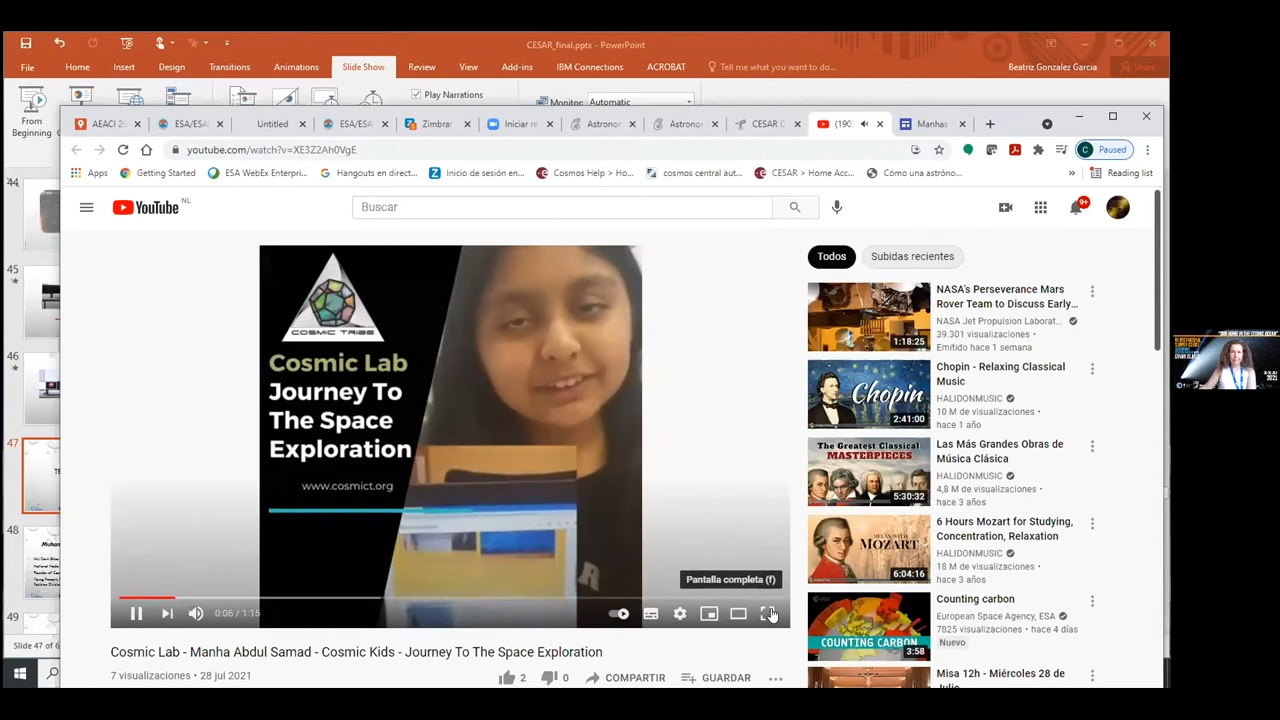 CESAR_final.pptx - PowerPoint
File Home Insert Design Transitions Animations Slide Show Review View Add-ins IBM Connections ACROBAT Tell me what you want to do... Beatriz Gonzalez Garcia Share
From
Beginning
Play Narrations
Monitor: Automatic
AEACI 20 ESA/ESA Untitled ESA/ESA Zimbra: Iniciar re Astrono Astrono CESAR C (190 Manhas
youtube.com/watch?v=XE3Z2Ah0VgE Paused
Apps Getting Started ESA WebEx Enterpri... Hangouts en direct... Inicio de sesión en... Cosmos Help > Ho... cosmos central aut... CESAR > Home Acc... Cómo una astróno... » Reading list
YouTube NL
Buscar
9+
44
45
46
47
48
49
Slide 47 of 6
COSMIC TRIBE
Cosmic Lab
Journey To
The Space
Exploration
www.cosmict.org
Pantalla completa (f)
0:06 / 1:15
Cosmic Lab - Manha Abdul Samad - Cosmic Kids - Journey To The Space Exploration
7 visualizaciones • 28 jul 2021
2 0 COMPARTIR GUARDAR
Todos Subidas recientes
NASA's Perseverance Mars
Rover Team to Discuss Early...
NASA Jet Propulsion Laborat...
39.301 visualizaciones •
Emitido hace 1 semana
1:18:25
Chopin - Relaxing Classical
Music
HALIDONMUSIC
10 M de visualizaciones •
hace 1 año
Chopin
2:41:00
Las Más Grandes Obras de
Música Clásica
HALIDONMUSIC
4,8 M de visualizaciones •
hace 3 años
The Greatest Classical
MASTERPIECES
5:30:32
6 Hours Mozart for Studying,
Concentration, Relaxation
HALIDONMUSIC
18 M de visualizaciones •
hace 3 años
RELAX WITH
MOZART
6:04:16
Counting carbon
European Space Agency, ESA
7825 visualizaciones • hace 4 días
Nuevo
COUNTING CARBON
3:58
Misa 12h - Miércoles 28 de
Julio